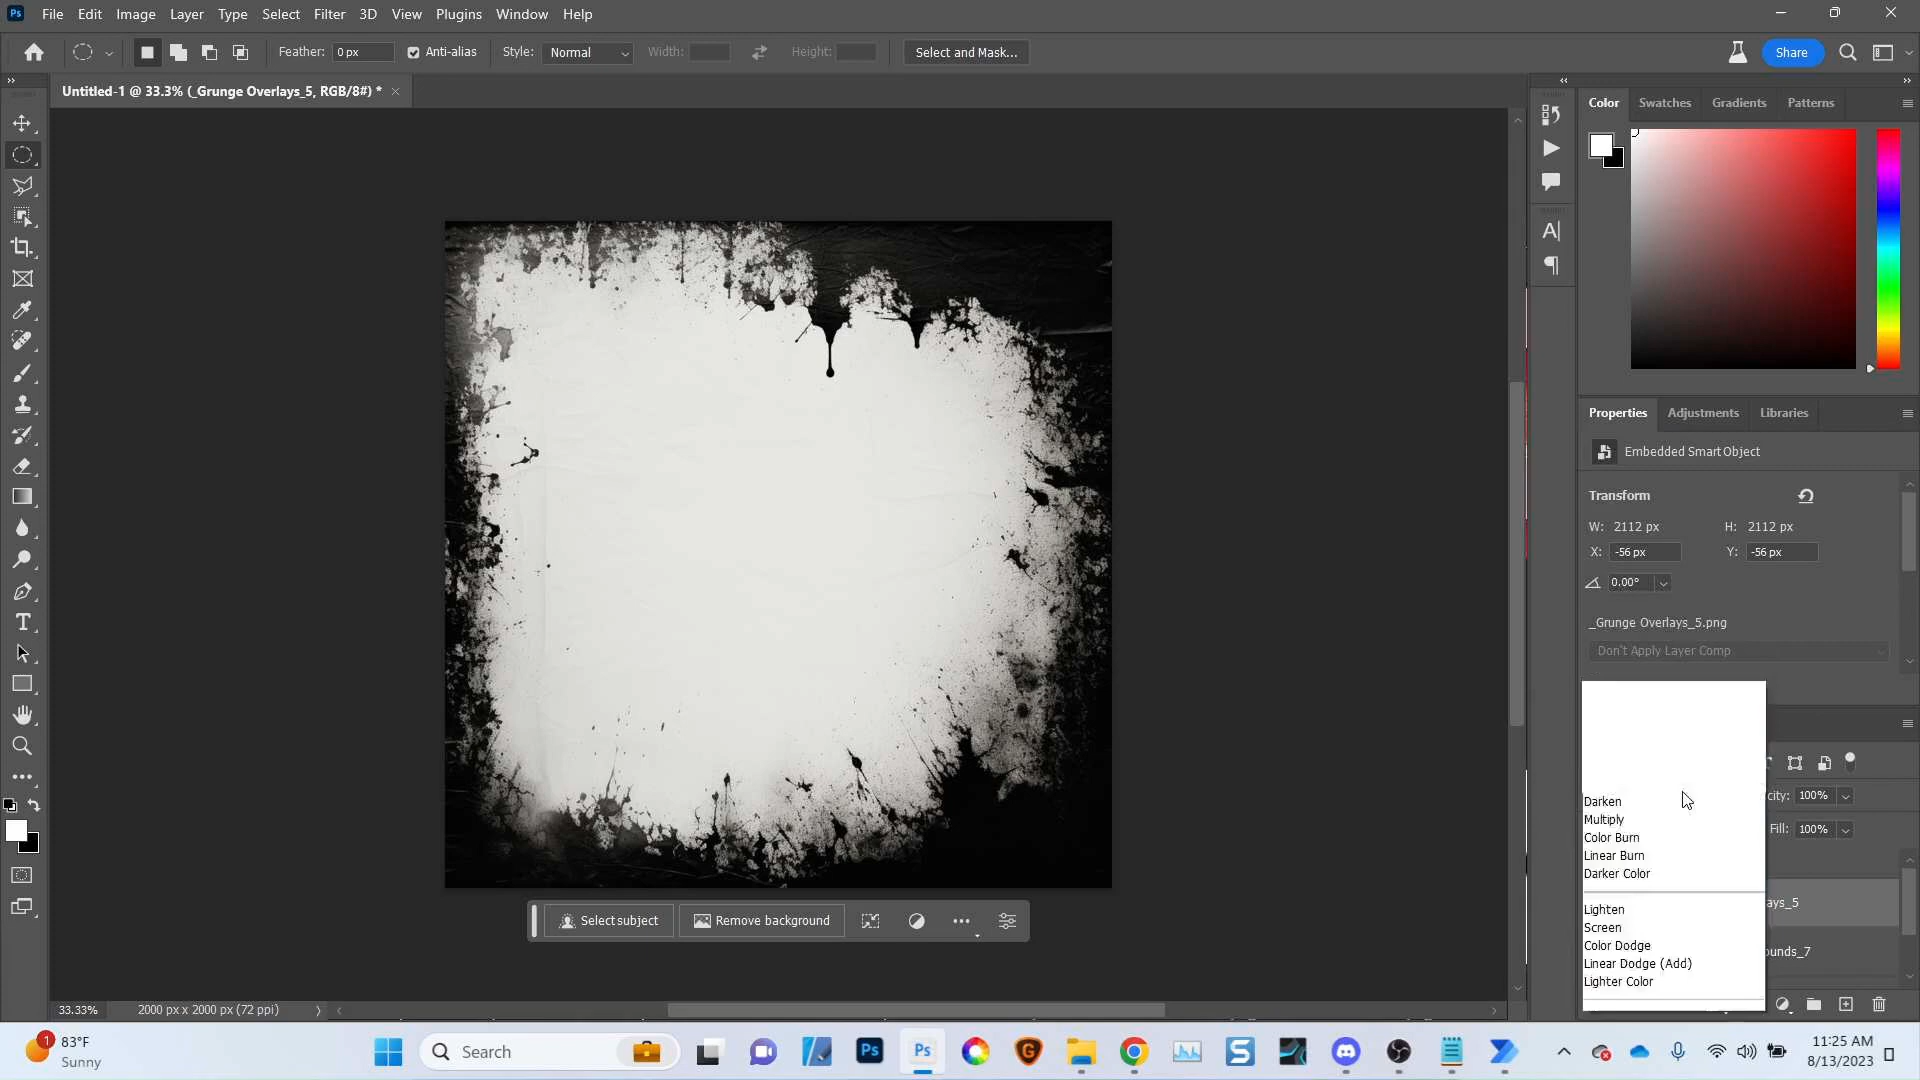 Ps File Edit Image Layer Type Select Filter 3D View Plugins Window Help
Feather: 0 px Anti-alias Style: Normal Width: Height: Select and Mask... Share
Untitled-1 @ 33.3% (_Grunge Overlays_5, RGB/8#) *
Color Swatches Gradients Patterns
Properties Adjustments Libraries
Embedded Smart Object
Transform
W: 2112 px H: 2112 px
X: -56 px Y: -56 px
0.00°
_Grunge Overlays_5.png
Don't Apply Layer Comp
city: 100%
Fill: 100%
ays_5
ounds_7
Darken
Multiply
Color Burn
Linear Burn
Darker Color
Lighten
Screen
Color Dodge
Linear Dodge (Add)
Lighter Color
Select subject Remove background
33.33% 2000 px x 2000 px (72 ppi)
1 83°F
Sunny
Search
Ps
Ps
G
S
11:25 AM
8/13/2023